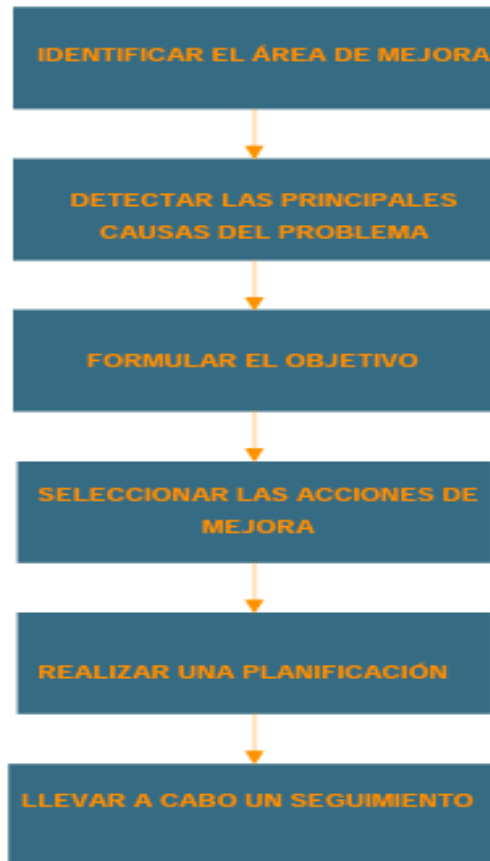 IDENTIFICAR EL ÁREA DE MEJORA
DETECTAR LAS PRINCIPALES
CAUSAS DEL PROBLEMA
FORMULAR EL OBJETIVO
SELECCIONAR LAS ACCIONES DE
MEJORA
REALIZAR UNA PLANIFICACIÓN
LLEVAR A CABO UN SEGUIMIENTO